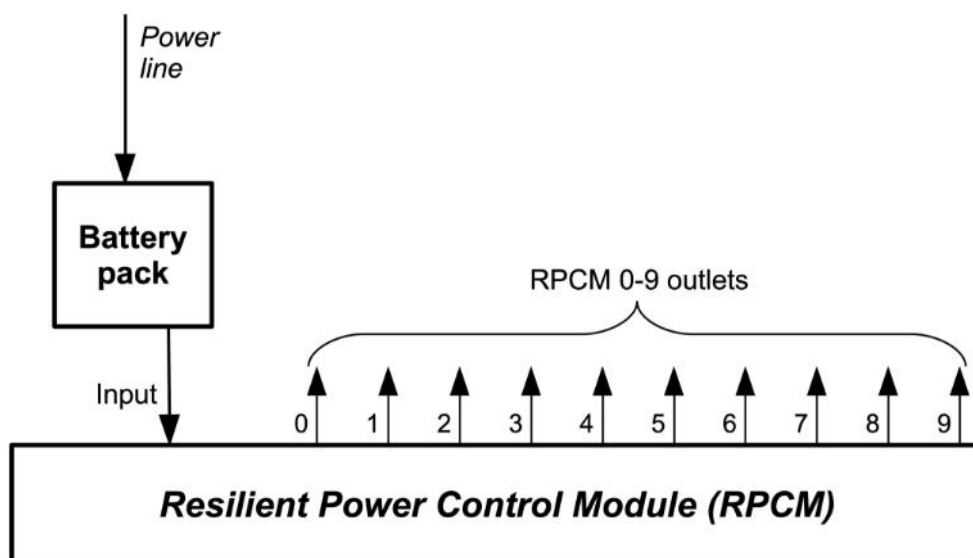 Power
line
Battery
pack
RPCM 0-9 outlets
Input
0 1 2 3 4 5 6 7 8 9
Resilient Power Control Module (RPCM)